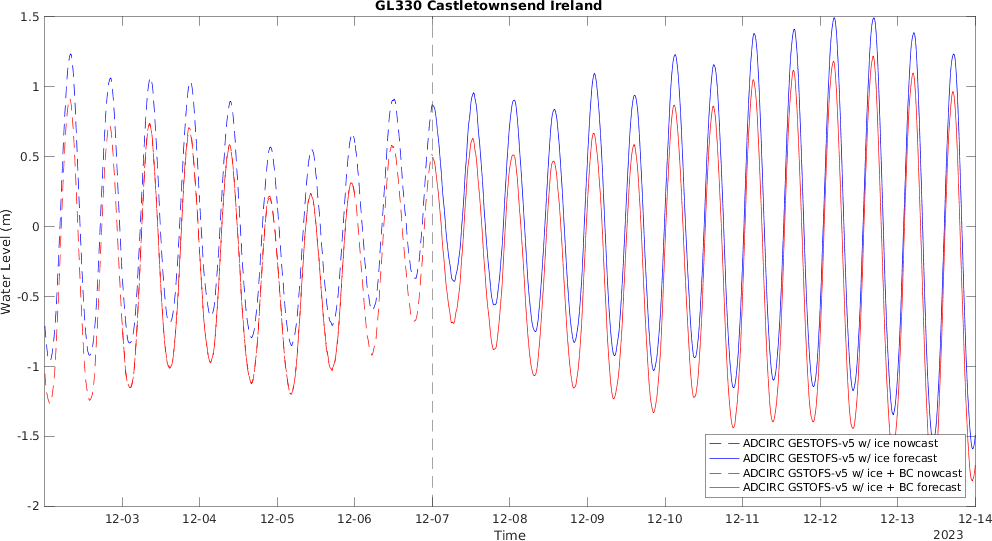 GL330 Castletownsend Ireland
1.5
1
0.5
0
-0.5
-1
-1.5
-2
Water Level (m)
ADCIRC GESTOFS-v5 w/ ice nowcast
ADCIRC GESTOFS-v5 w/ ice forecast
ADCIRC GSTOFS-v5 w/ ice + BC nowcast
ADCIRC GSTOFS-v5 w/ ice + BC forecast
12-03 12-04 12-05 12-06 12-07 12-08 12-09 12-10 12-11 12-12 12-13 12-14
Time
2023